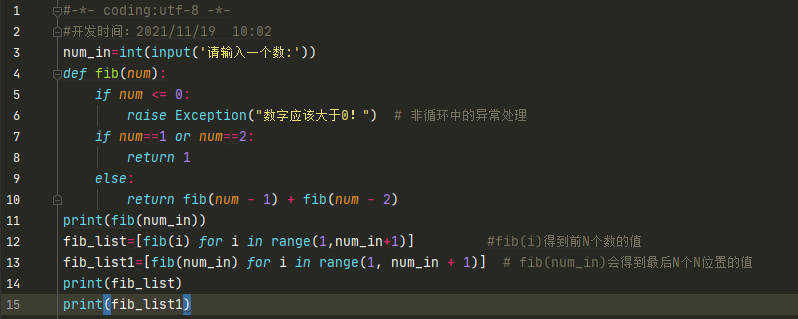 1 #-*- coding:utf-8 -*-
2 #开发时间: 2021/11/19  10:02
3 num_in=int(input('请输入一个数:'))
4 def fib(num):
5     if num <= 0:
6         raise Exception("数字应该大于0! ")  # 非循环中的异常处理
7     if num==1 or num==2:
8         return 1
9     else:
10         return fib(num - 1) + fib(num - 2)
11 print(fib(num_in))
12 fib_list=[fib(i) for i in range(1,num_in+1)]         #fib(i)得到前N个数的值
13 fib_list1=[fib(num_in) for i in range(1, num_in + 1)]  # fib(num_in)会得到最后N个N位置的值
14 print(fib_list)
15 print(fib_list1)